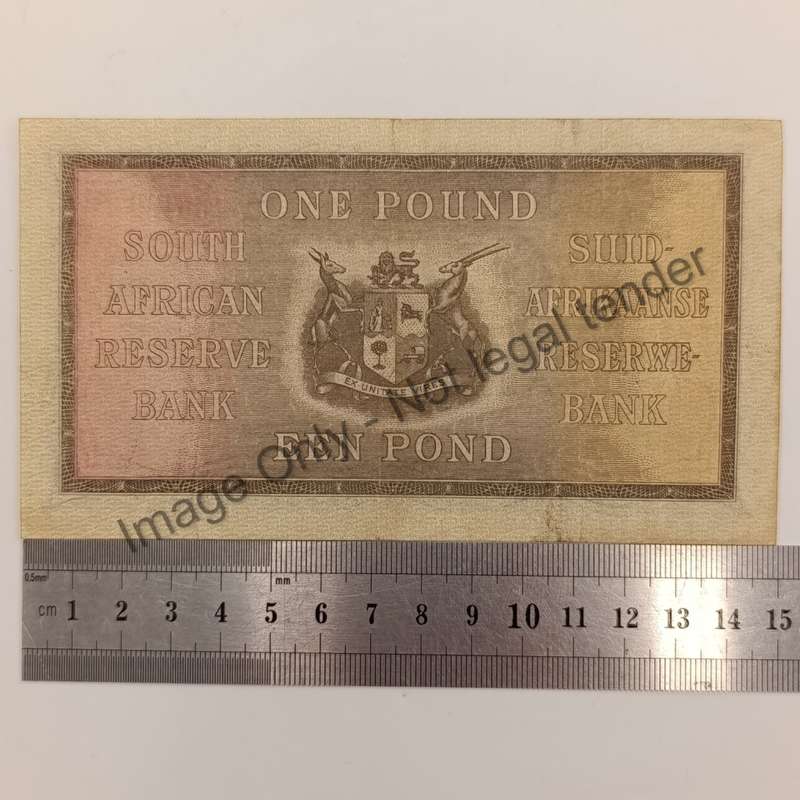 ONE POUND
SOUTH
AFRICAN
RESERVE
BANK
SUID-
AFRIKAANSE
RESERWE-
BANK
EX UNITATE VIRES
EEN POND
Image Only - Not legal tender
0.5mm
mm
cm 1 2 3 4 5 6 7 8 9 10 11 12 13 14 15